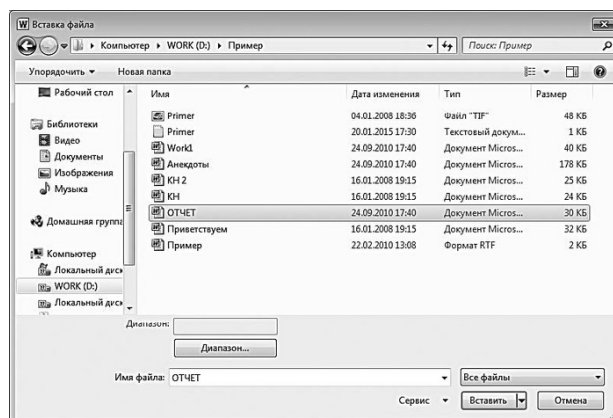 Вставка файла
Компьютер ▸ WORK (D:) ▸ Пример
Поиск: Пример
Упорядочить Новая папка
Рабочий стол
Библиотеки
Видео
Документы
Изображения
Музыка
Домашняя группа
Компьютер
Локальный диск
WORK (D:)
Локальный диск
Имя Дата изменения Тип Размер
Primer 04.01.2008 18:36 Файл "TIF" 48 КБ
Primer 20.01.2015 17:30 Текстовый докум... 1 КБ
Work1 24.09.2010 17:40 Документ Micros... 40 КБ
Анекдоты 24.09.2010 17:40 Документ Micros... 178 КБ
КН 2 16.01.2008 19:15 Документ Micros... 25 КБ
КН 16.01.2008 19:15 Документ Micros... 24 КБ
ОТЧЕТ 24.09.2010 17:40 Документ Micros... 30 КБ
Приветствуем 16.01.2008 19:15 Документ Micros... 32 КБ
Пример 22.02.2010 13:08 Формат RTF 2 КБ
Диапазон:
Диапазон...
Имя файла: ОТЧЕТ Все файлы
Сервис Вставить Отмена